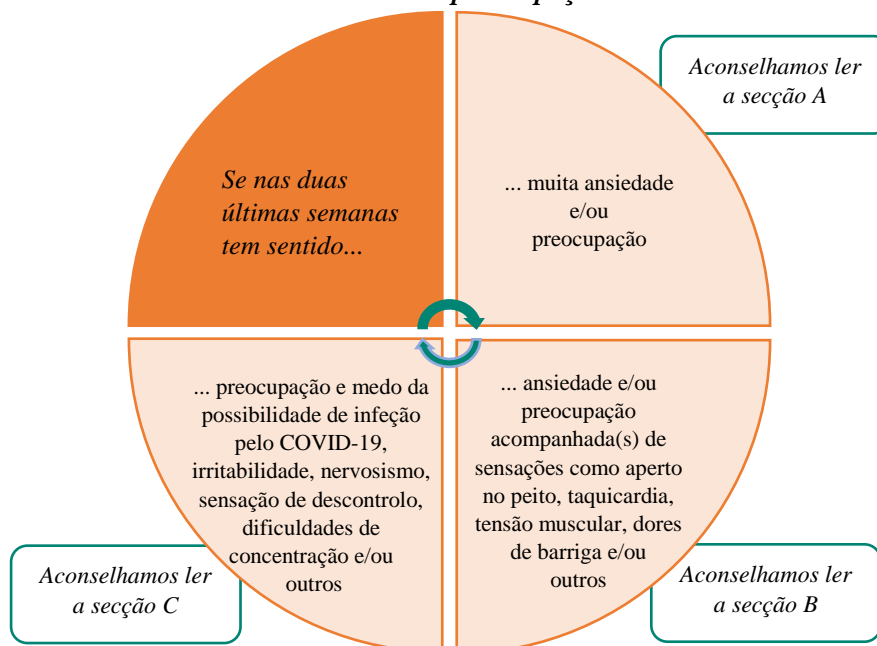 Aconselhamos ler
a secção A
Se nas duas
últimas semanas
tem sentido...
... muita ansiedade
e/ou
preocupação
... preocupação e medo da
possibilidade de infeção
pelo COVID-19,
irritabilidade, nervosismo,
sensação de descontrolo,
dificuldades de
concentração e/ou
outros
... ansiedade e/ou
preocupação
acompanhada(s) de
sensações como aperto
no peito, taquicardia,
tensão muscular, dores
de barriga e/ou
outros
Aconselhamos ler
a secção C
Aconselhamos ler
a secção B